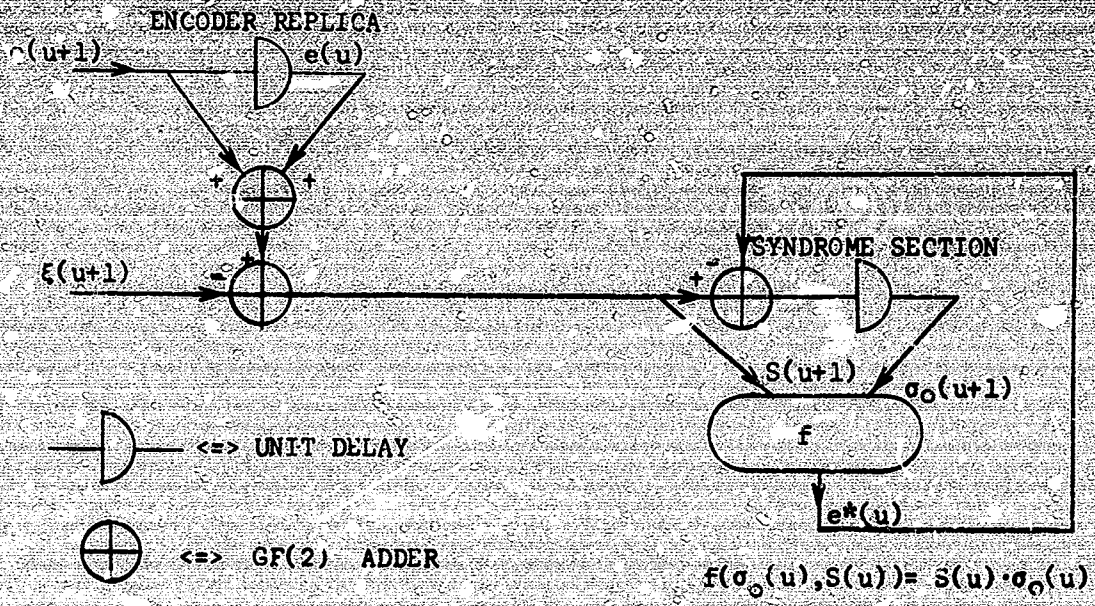 ENCODER REPLICA
(u+1) e(u)
+ +
+
ξ(u+1) -
SYNDROME SECTION
+ -
S(u+1)
σ₀(u+1)
f
<=> UNIT DELAY
e*(u)
<=> GF(2) ADDER
f(σ₀(u),S(u))= S(u)·σ₀(u)